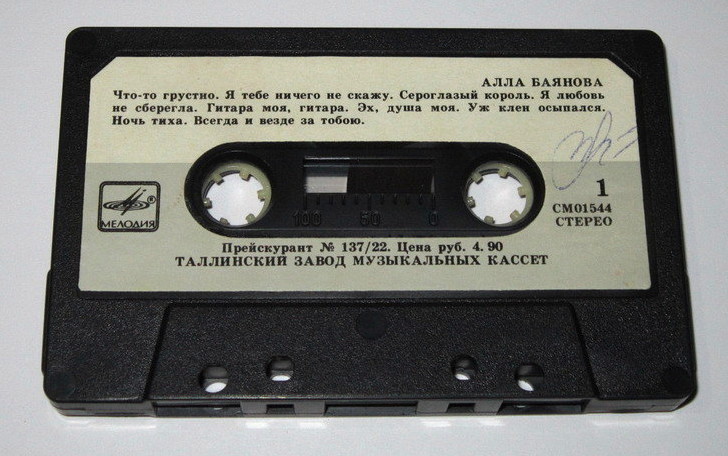 АЛЛА БАЯНОВА
Что-то грустно. Я тебе ничего не скажу. Сероглазый король. Я любовь
не сберегла. Гитара моя, гитара. Эх, душа моя. Уж клен осыпался.
Ночь тиха. Всегда и везде за тобою.
МЕЛОДИЯ ®
1
СМ01544
СТЕРЕО
100 50 0
Прейскурант № 137/22. Цена руб. 4. 90
ТАЛЛИНСКИЙ ЗАВОД МУЗЫКАЛЬНЫХ КАССЕТ